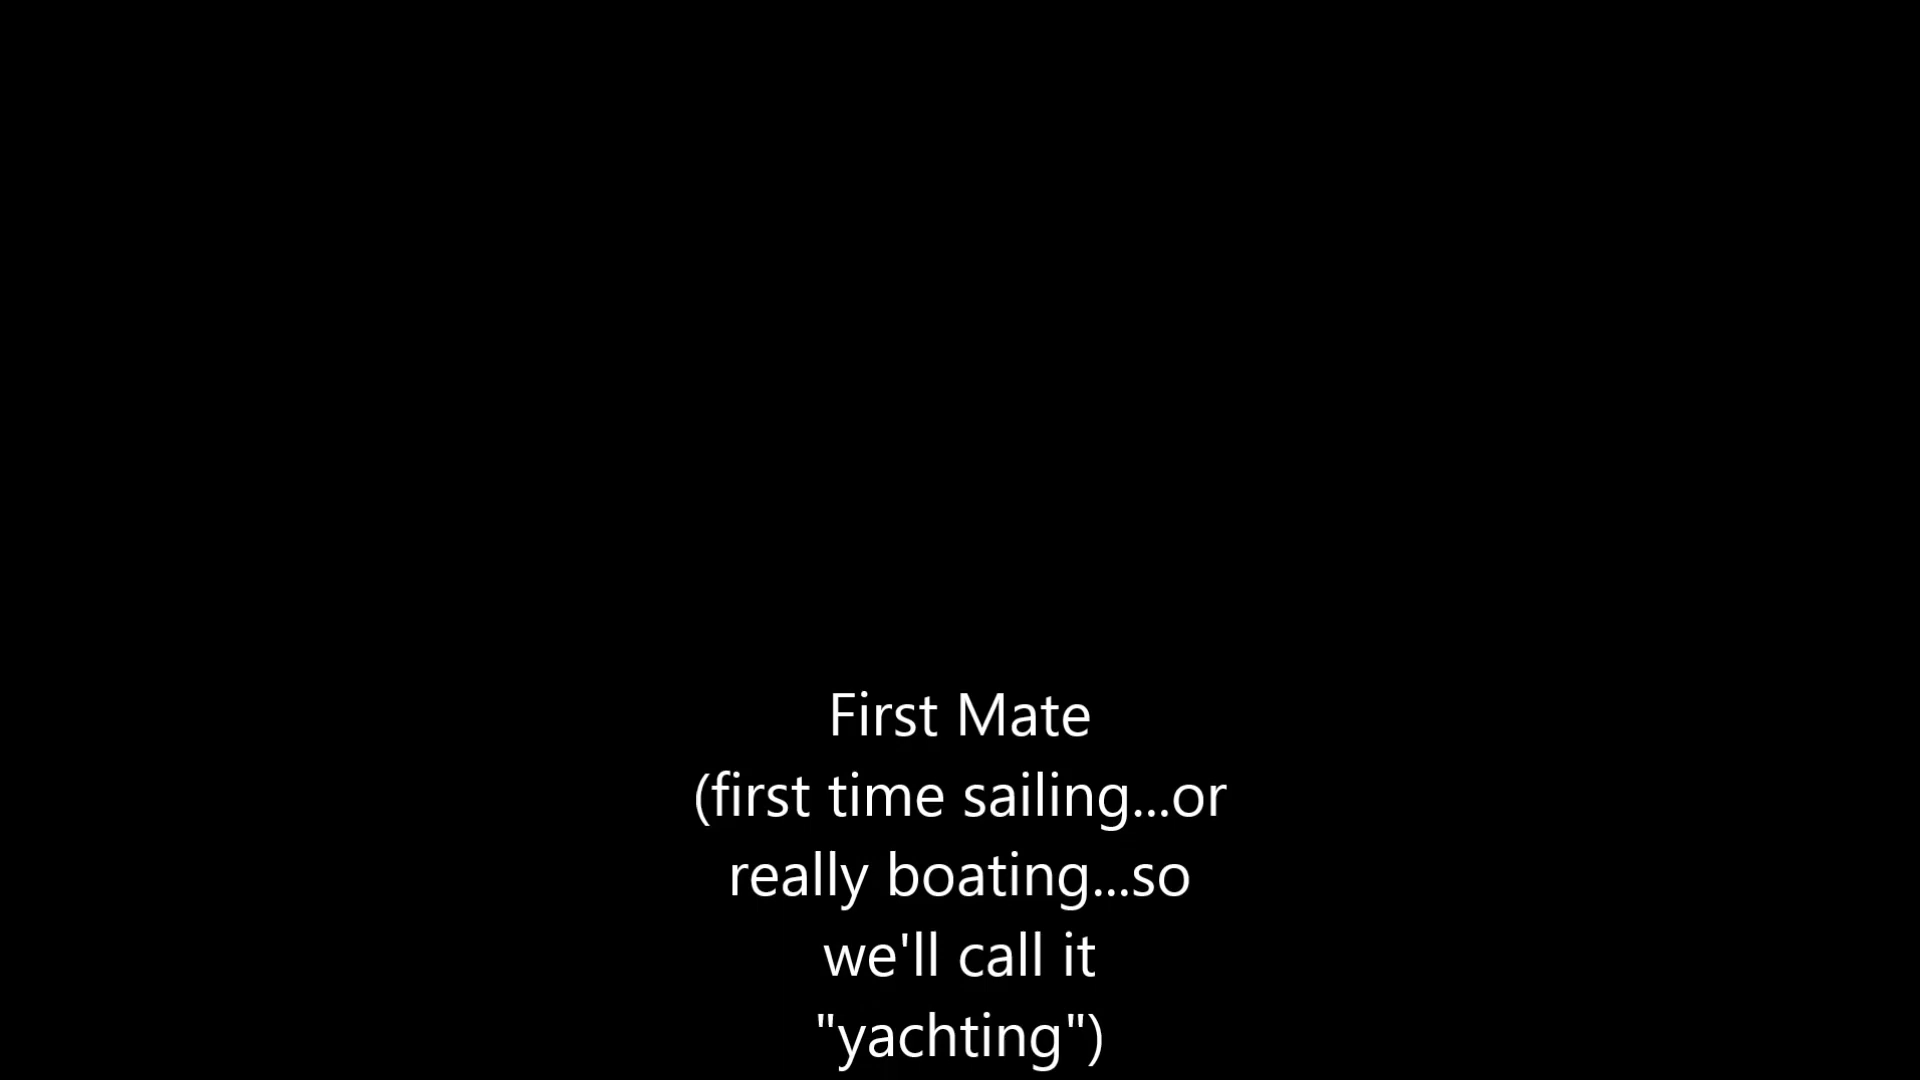 First Mate
(first time sailing...or
really boating...so
we'll call it
"yachting")